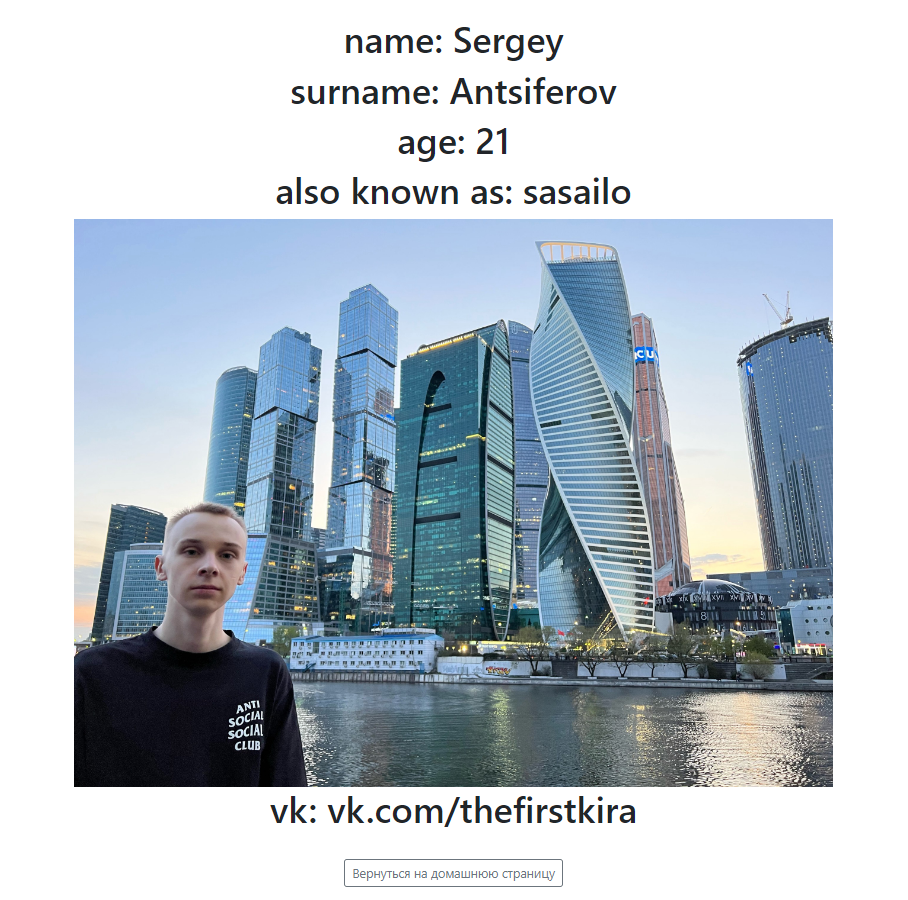 name: Sergey
surname: Antsiferov
age: 21
also known as: sasailo
ANTI
SOCIAL
SOCIAL
CLUB
vk: vk.com/thefirstkira
Вернуться на домашнюю страницу